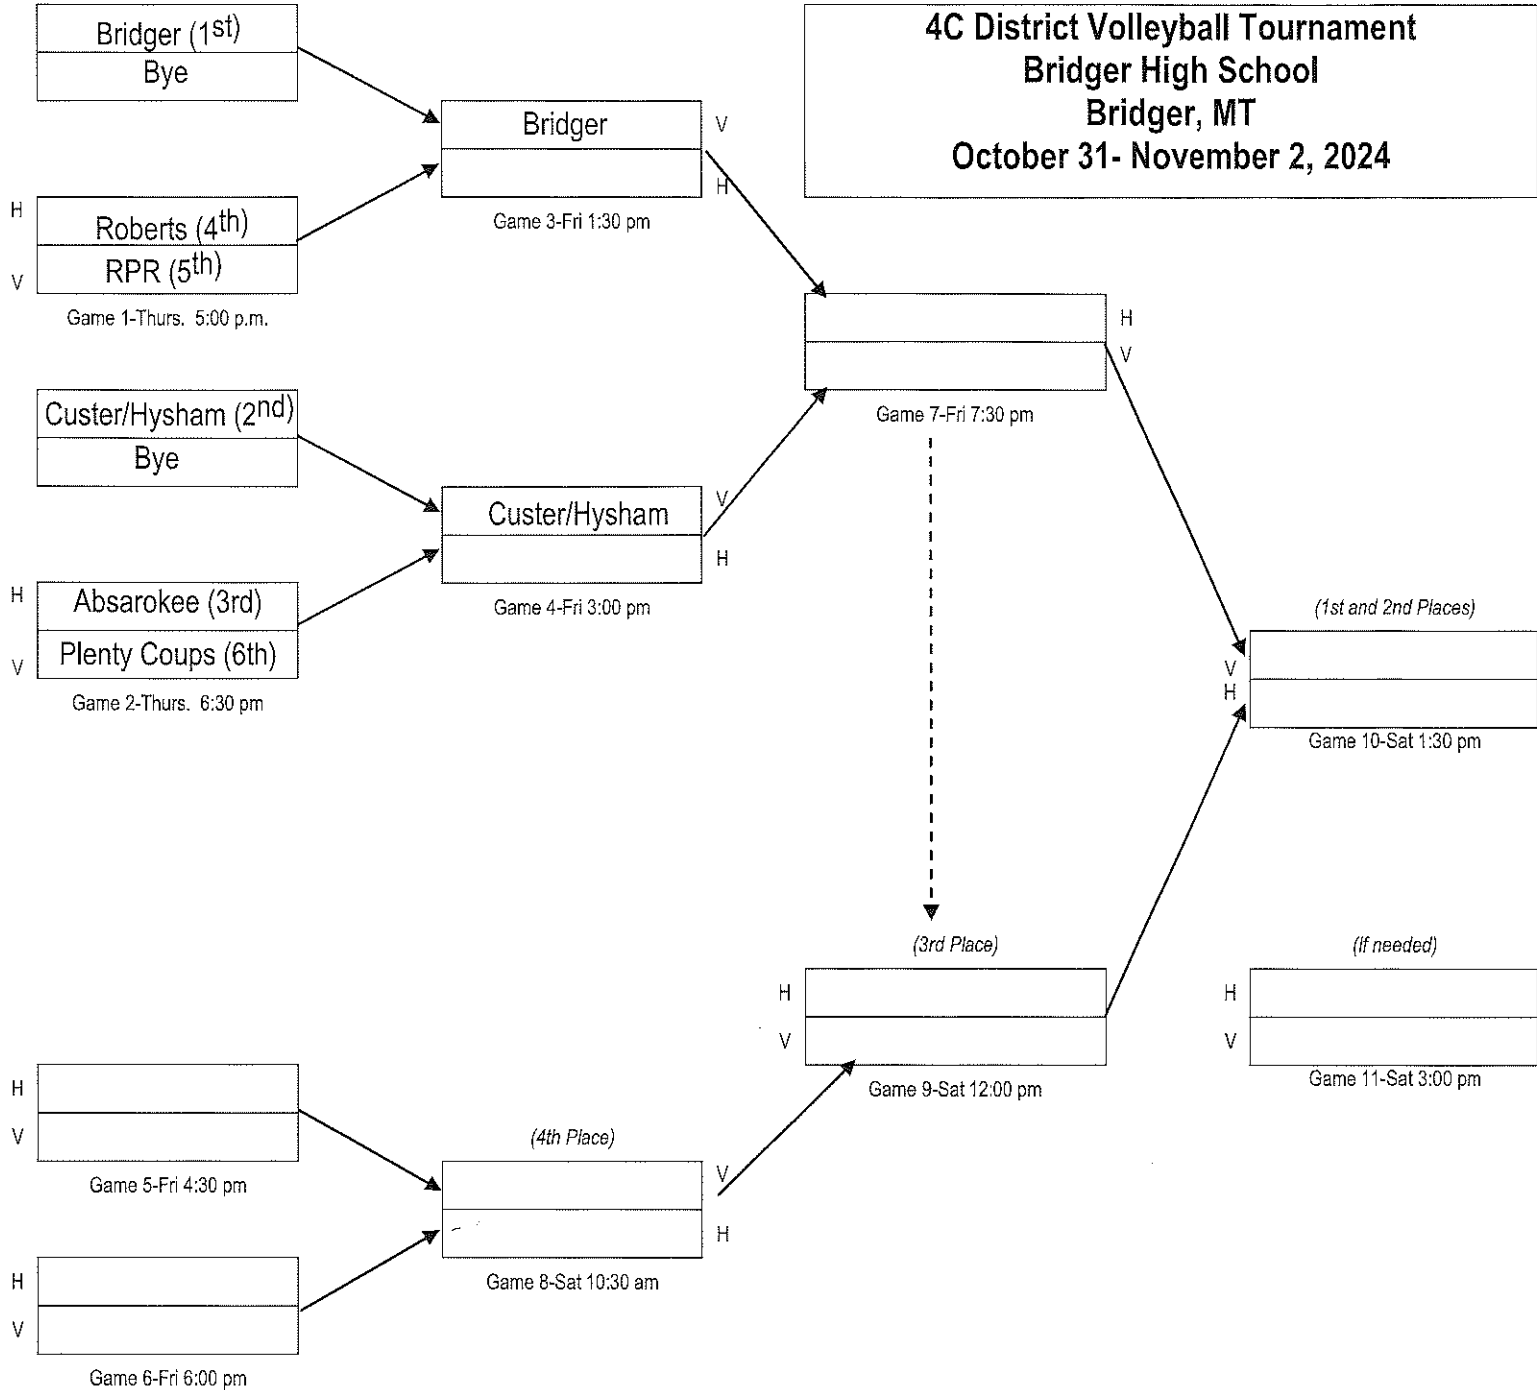 4C District Volleyball Tournament
Bridger High School
Bridger, MT
October 31- November 2, 2024
Bridger (1st)
Bye
H
Roberts (4th)
V
RPR (5th)
Game 1-Thurs. 5:00 p.m.
Custer/Hysham (2nd)
Bye
H
Absarokee (3rd)
V
Plenty Coups (6th)
Game 2-Thurs. 6:30 pm
Bridger
V
H
Game 3-Fri 1:30 pm
Custer/Hysham
V
H
Game 4-Fri 3:00 pm
H
V
Game 7-Fri 7:30 pm
(1st and 2nd Places)
V
H
Game 10-Sat 1:30 pm
(3rd Place)
H
V
Game 9-Sat 12:00 pm
(If needed)
H
V
Game 11-Sat 3:00 pm
H
V
Game 5-Fri 4:30 pm
(4th Place)
V
H
Game 8-Sat 10:30 am
H
V
Game 6-Fri 6:00 pm